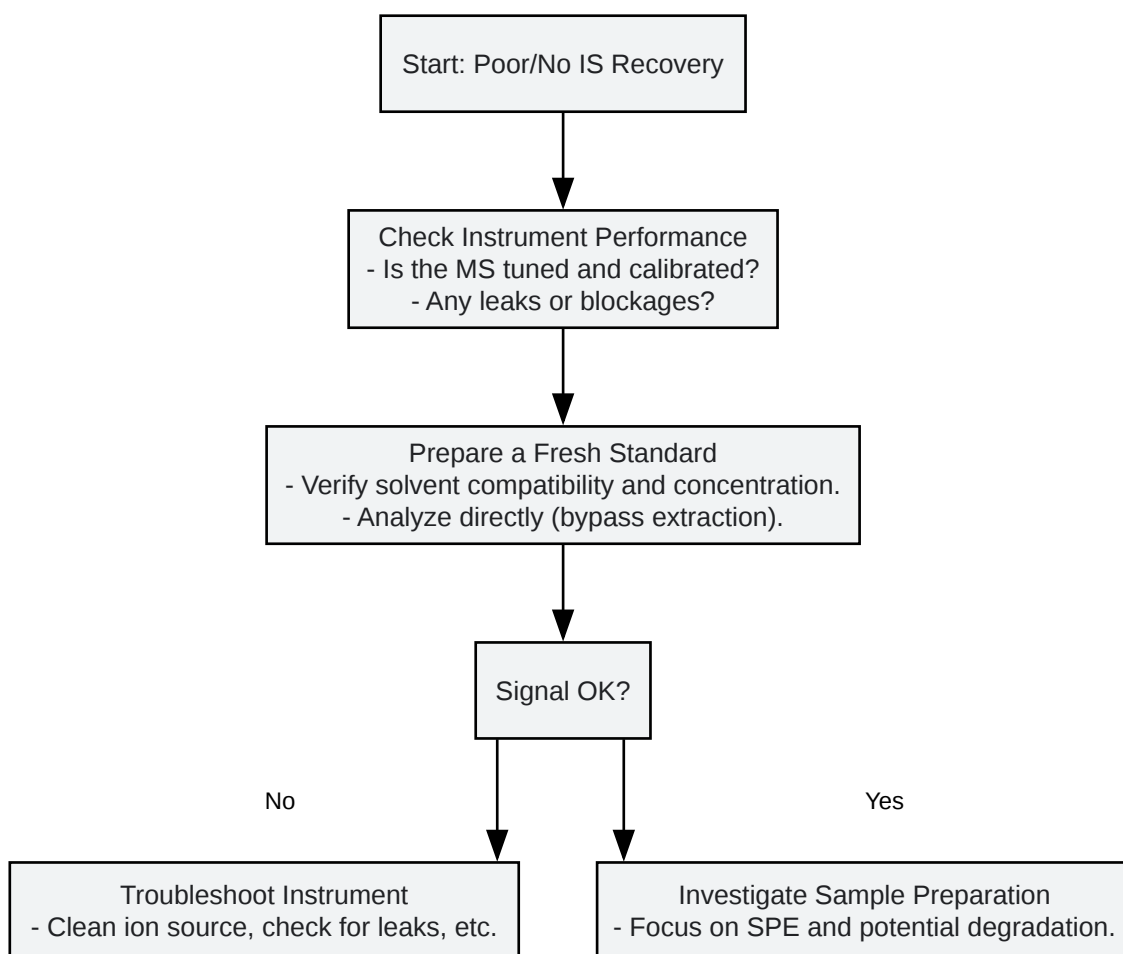 Start: Poor/No IS Recovery
Check Instrument Performance
- Is the MS tuned and calibrated?
- Any leaks or blockages?
Prepare a Fresh Standard
- Verify solvent compatibility and concentration.
- Analyze directly (bypass extraction).
Signal OK?
No
Yes
Troubleshoot Instrument
- Clean ion source, check for leaks, etc.
Investigate Sample Preparation
- Focus on SPE and potential degradation.